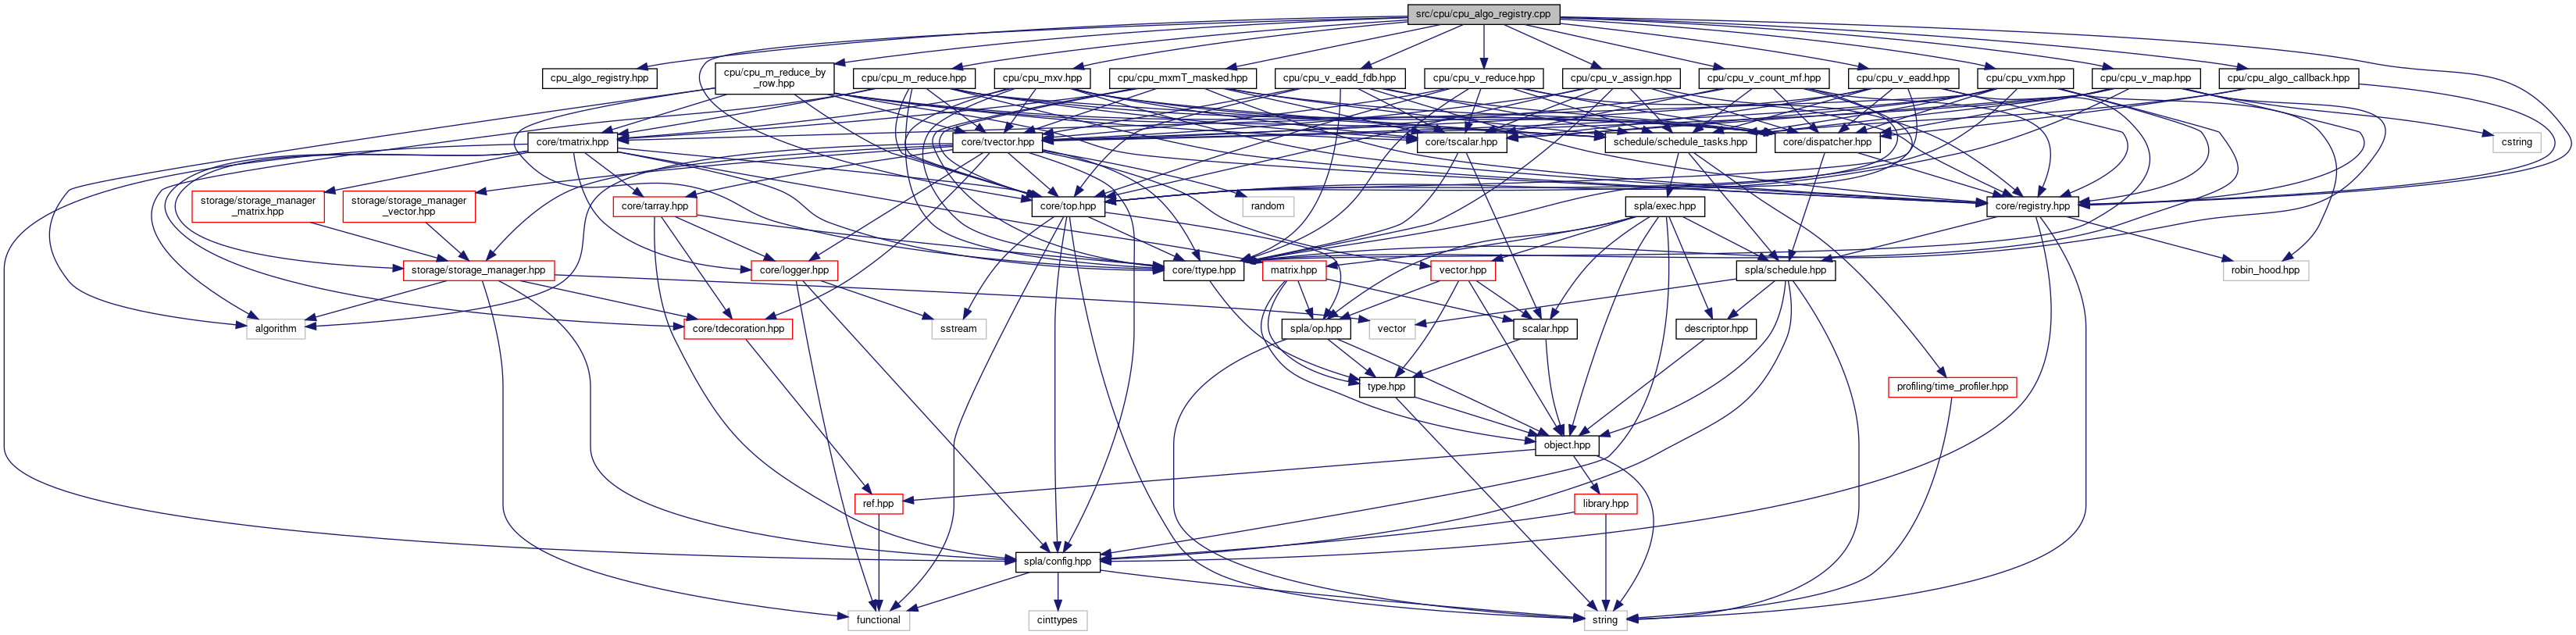 src/cpu/cpu_algo_registry.cpp
cpu_algo_registry.hpp
cpu/cpu_m_reduce_by
_row.hpp
cpu/cpu_m_reduce.hpp
cpu/cpu_mxv.hpp
cpu/cpu_mxmT_masked.hpp
cpu/cpu_v_eadd_fdb.hpp
cpu/cpu_v_reduce.hpp
cpu/cpu_v_assign.hpp
cpu/cpu_v_count_mf.hpp
cpu/cpu_v_eadd.hpp
cpu/cpu_vxm.hpp
cpu/cpu_v_map.hpp
cpu/cpu_algo_callback.hpp
core/tmatrix.hpp
core/tvector.hpp
core/tscalar.hpp
schedule/schedule_tasks.hpp
core/dispatcher.hpp
cstring
storage/storage_manager
_matrix.hpp
storage/storage_manager
_vector.hpp
core/tarray.hpp
core/top.hpp
random
spla/exec.hpp
core/registry.hpp
storage/storage_manager.hpp
core/logger.hpp
core/ttype.hpp
matrix.hpp
vector.hpp
spla/schedule.hpp
robin_hood.hpp
algorithm
core/tdecoration.hpp
sstream
spla/op.hpp
vector
scalar.hpp
descriptor.hpp
type.hpp
profiling/time_profiler.hpp
object.hpp
ref.hpp
library.hpp
spla/config.hpp
functional
cinttypes
string